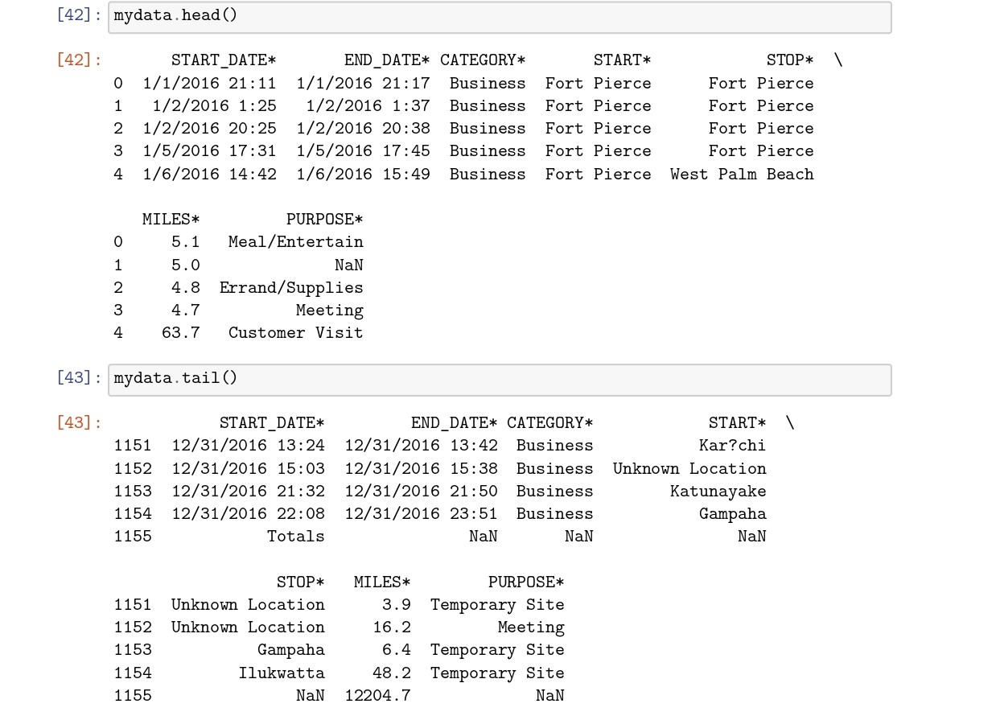 [42]: mydata.head()
[42]: START_DATE* END_DATE* CATEGORY* START* STOP* \
0 1/1/2016 21:11 1/1/2016 21:17 Business Fort Pierce Fort Pierce
1 1/2/2016 1:25 1/2/2016 1:37 Business Fort Pierce Fort Pierce
2 1/2/2016 20:25 1/2/2016 20:38 Business Fort Pierce Fort Pierce
3 1/5/2016 17:31 1/5/2016 17:45 Business Fort Pierce Fort Pierce
4 1/6/2016 14:42 1/6/2016 15:49 Business Fort Pierce West Palm Beach
MILES* PURPOSE*
0 5.1 Meal/Entertain
1 5.0 NaN
2 4.8 Errand/Supplies
3 4.7 Meeting
4 63.7 Customer Visit
[43]: mydata.tail()
[43]: START_DATE* END_DATE* CATEGORY* START* \
1151 12/31/2016 13:24 12/31/2016 13:42 Business Kar?chi
1152 12/31/2016 15:03 12/31/2016 15:38 Business Unknown Location
1153 12/31/2016 21:32 12/31/2016 21:50 Business Katunayake
1154 12/31/2016 22:08 12/31/2016 23:51 Business Gampaha
1155 Totals NaN NaN NaN
STOP* MILES* PURPOSE*
1151 Unknown Location 3.9 Temporary Site
1152 Unknown Location 16.2 Meeting
1153 Gampaha 6.4 Temporary Site
1154 Ilukwatta 48.2 Temporary Site
1155 NaN 12204.7 NaN